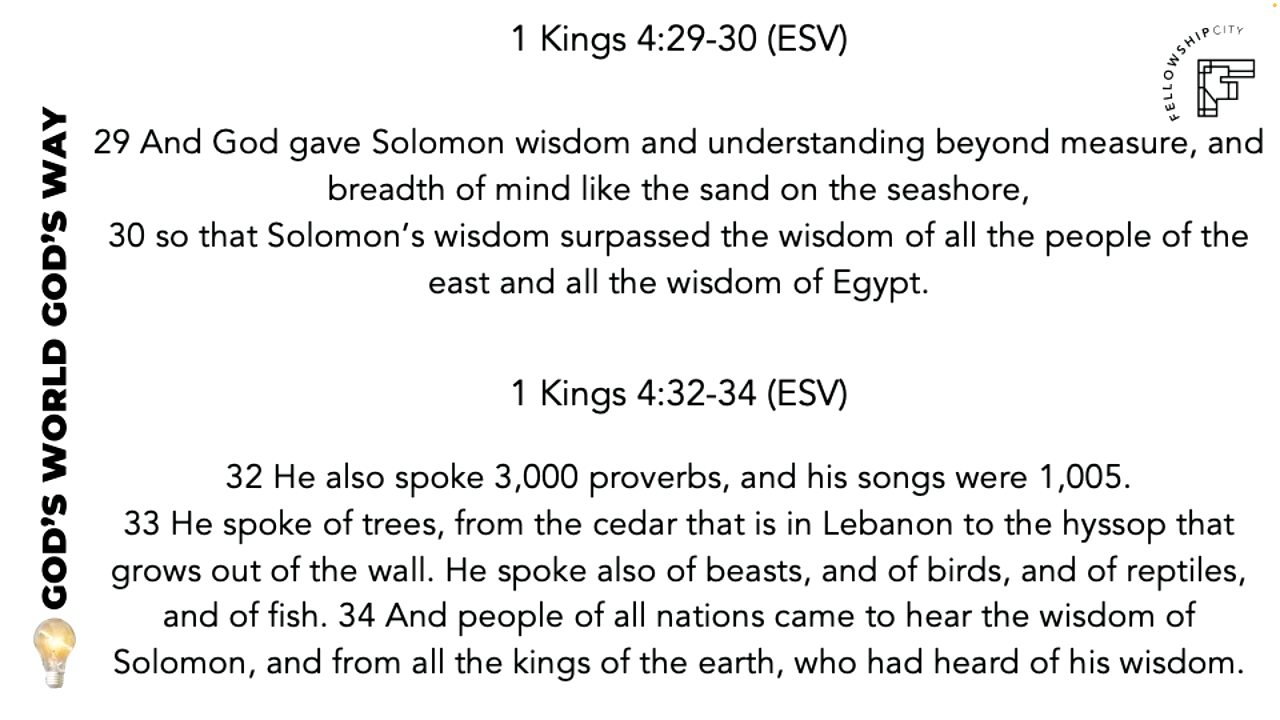 1 Kings 4:29-30 (ESV)
FELLOWSHIPCITY
29 And God gave Solomon wisdom and understanding beyond measure, and
breadth of mind like the sand on the seashore,
30 so that Solomon’s wisdom surpassed the wisdom of all the people of the
east and all the wisdom of Egypt.
1 Kings 4:32-34 (ESV)
32 He also spoke 3,000 proverbs, and his songs were 1,005.
33 He spoke of trees, from the cedar that is in Lebanon to the hyssop that
grows out of the wall. He spoke also of beasts, and of birds, and of reptiles,
and of fish. 34 And people of all nations came to hear the wisdom of
Solomon, and from all the kings of the earth, who had heard of his wisdom.
GOD’S WORLD GOD’S WAY